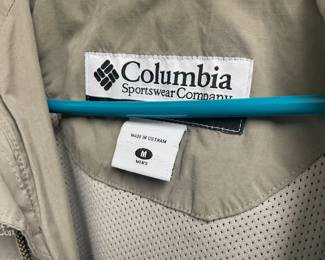 Columbia
Sportswear Company
MADE IN VIETNAM
M
MEN'S